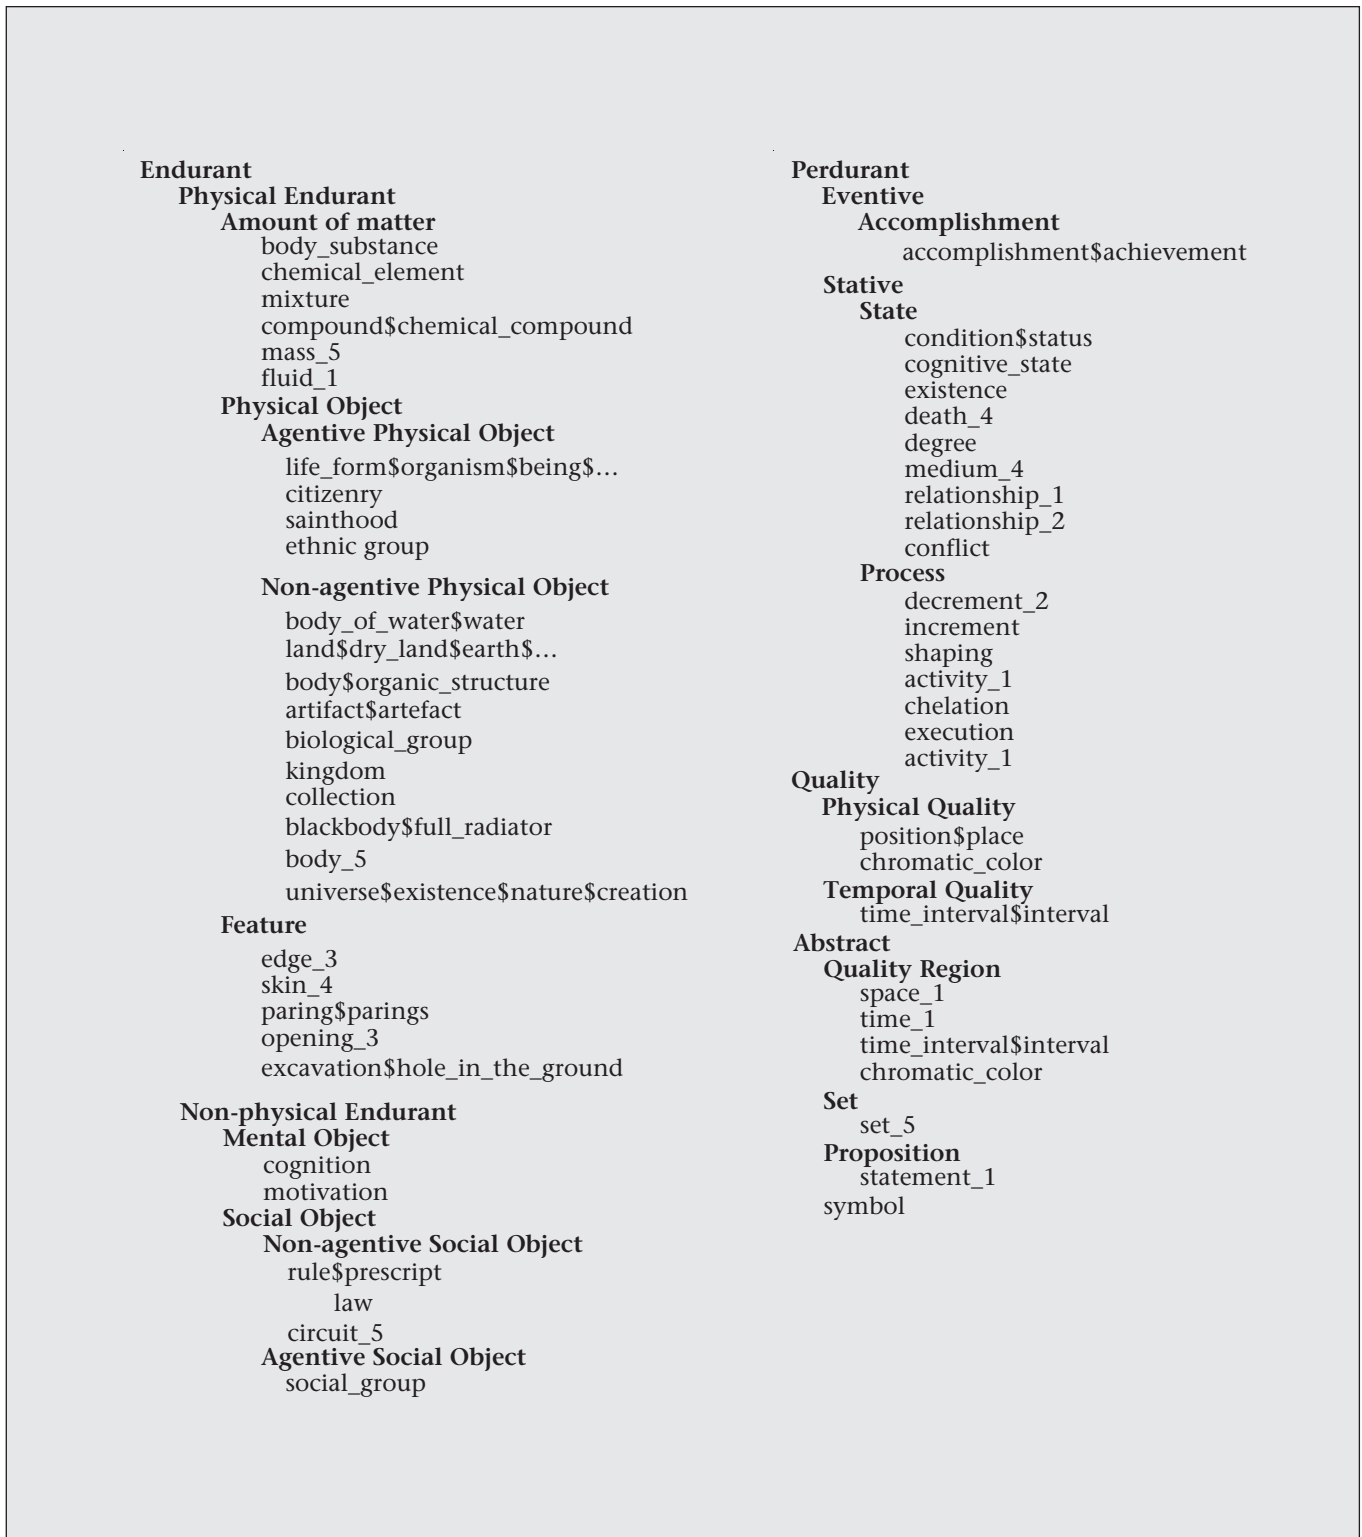 Endurant
Physical Endurant
Amount of matter
body_substance
chemical_element
mixture
compound$chemical_compound
mass_5
fluid_1
Physical Object
Agentive Physical Object
life_form$organism$being$…
citizenry
sainthood
ethnic group
Non-agentive Physical Object
body_of_water$water
land$dry_land$earth$…
body$organic_structure
artifact$artefact
biological_group
kingdom
collection
blackbody$full_radiator
body_5
universe$existence$nature$creation
Feature
edge_3
skin_4
paring$parings
opening_3
excavation$hole_in_the_ground
Non-physical Endurant
Mental Object
cognition
motivation
Social Object
Non-agentive Social Object
rule$prescript
law
circuit_5
Agentive Social Object
social_group
Perdurant
Eventive
Accomplishment
accomplishment$achievement
Stative
State
condition$status
cognitive_state
existence
death_4
degree
medium_4
relationship_1
relationship_2
conflict
Process
decrement_2
increment
shaping
activity_1
chelation
execution
activity_1
Quality
Physical Quality
position$place
chromatic_color
Temporal Quality
time_interval$interval
Abstract
Quality Region
space_1
time_1
time_interval$interval
chromatic_color
Set
set_5
Proposition
statement_1
symbol